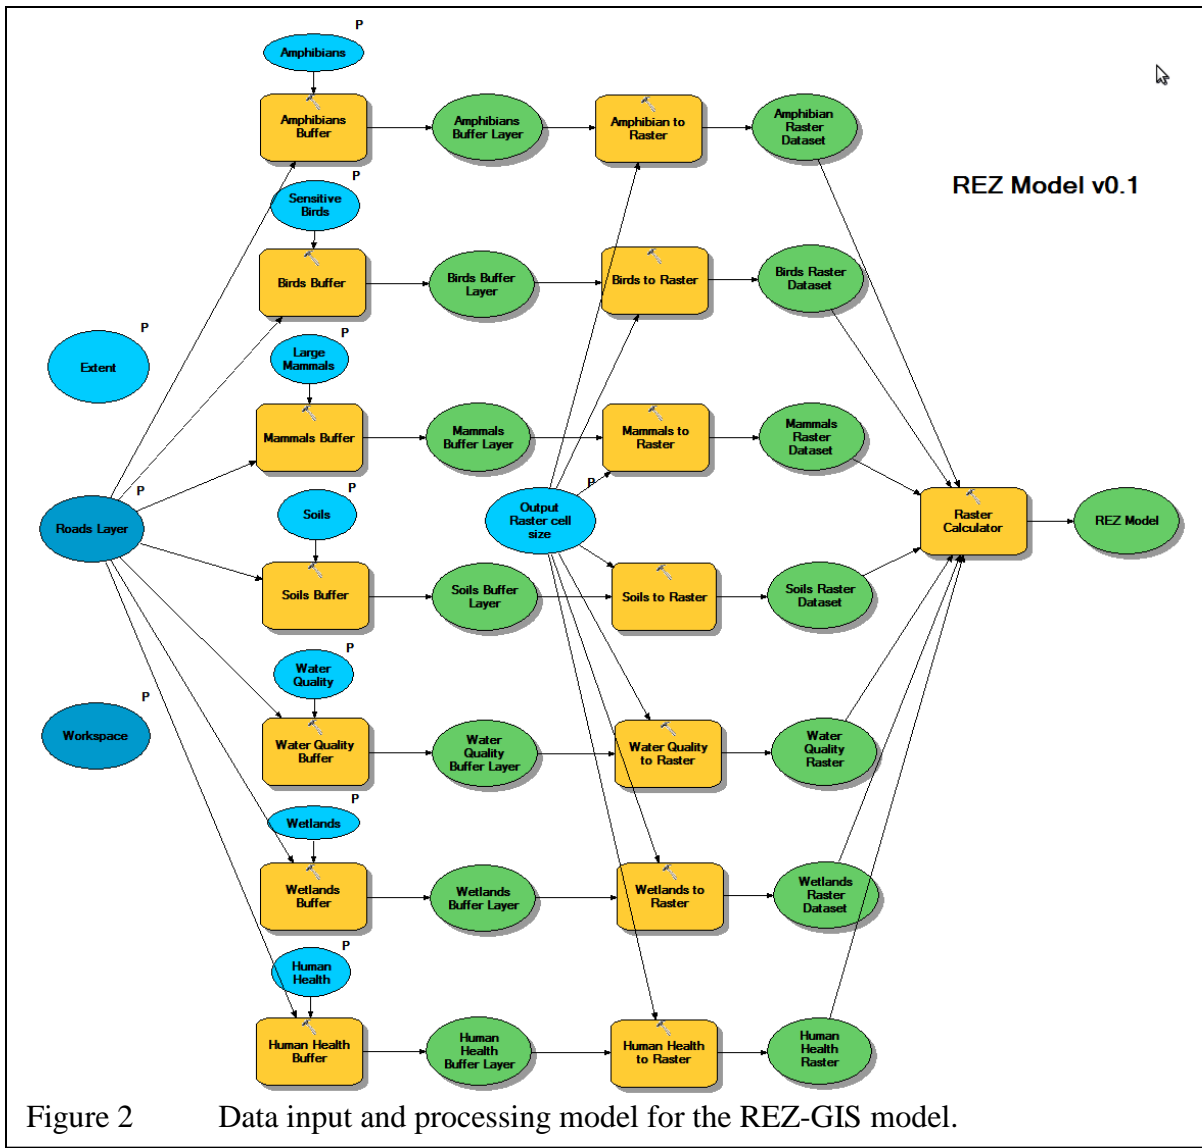 P
Amphibians
Amphibians
Buffer
Amphibians
Buffer Layer
Amphibian to
Raster
Amphibian
Raster
Dataset
REZ Model v0.1
P
Sensitive
Birds
Birds Buffer
Birds Buffer
Layer
Birds to Raster
Birds Raster
Dataset
P
Extent
P
Large
Mammals
Mammals Buffer
Mammals
Buffer Layer
Mammals to
Raster
Mammals
Raster
Dataset
P
Roads Layer
P
Soils
P
Output
Raster cell
size
Raster
Calculator
REZ Model
Soils Buffer
Soils Buffer
Layer
Soils to Raster
Soils Raster
Dataset
P
Water
Quality
P
Workspace
Water Quality
Buffer
Water
Quality
Buffer Layer
Water Quality
to Raster
Water
Quality
Raster
P
Wetlands
Wetlands
Buffer
Wetlands
Buffer Layer
Wetlands to
Raster
Wetlands
Raster
Dataset
P
Human
Health
Human Health
Buffer
Human
Health
Buffer Layer
Human Health
to Raster
Human
Health
Raster
Figure 2 Data input and processing model for the REZ-GIS model.